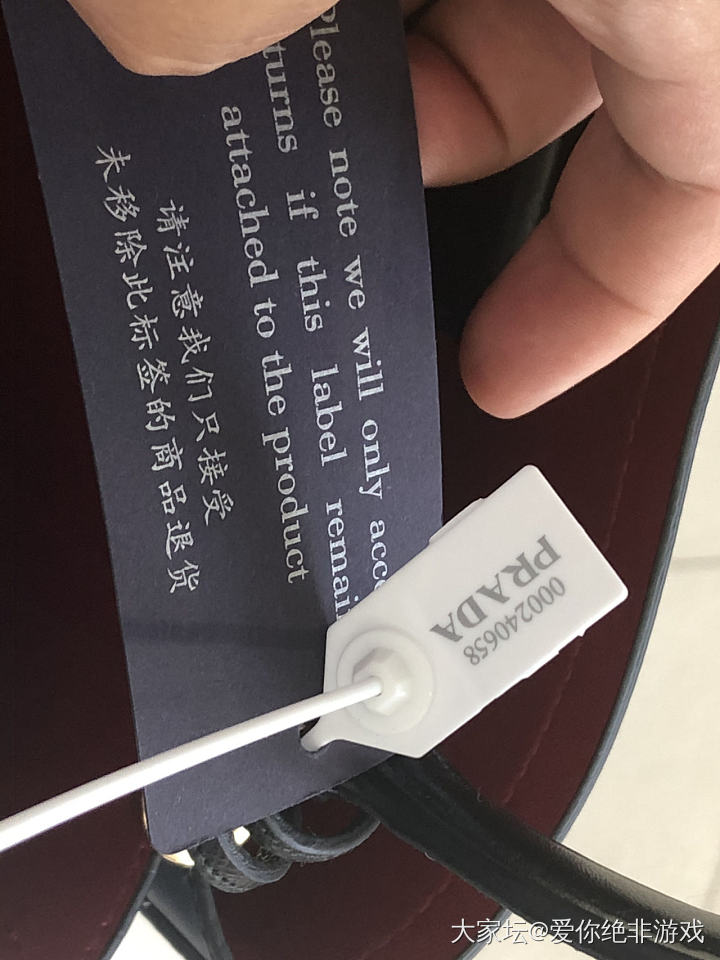 Please note we will only acc
turns if this label remai
attached to the product
请注意我们只接受
未移除此标签的商品退货
PRADA
000240658
大家坛@爱你绝非游戏